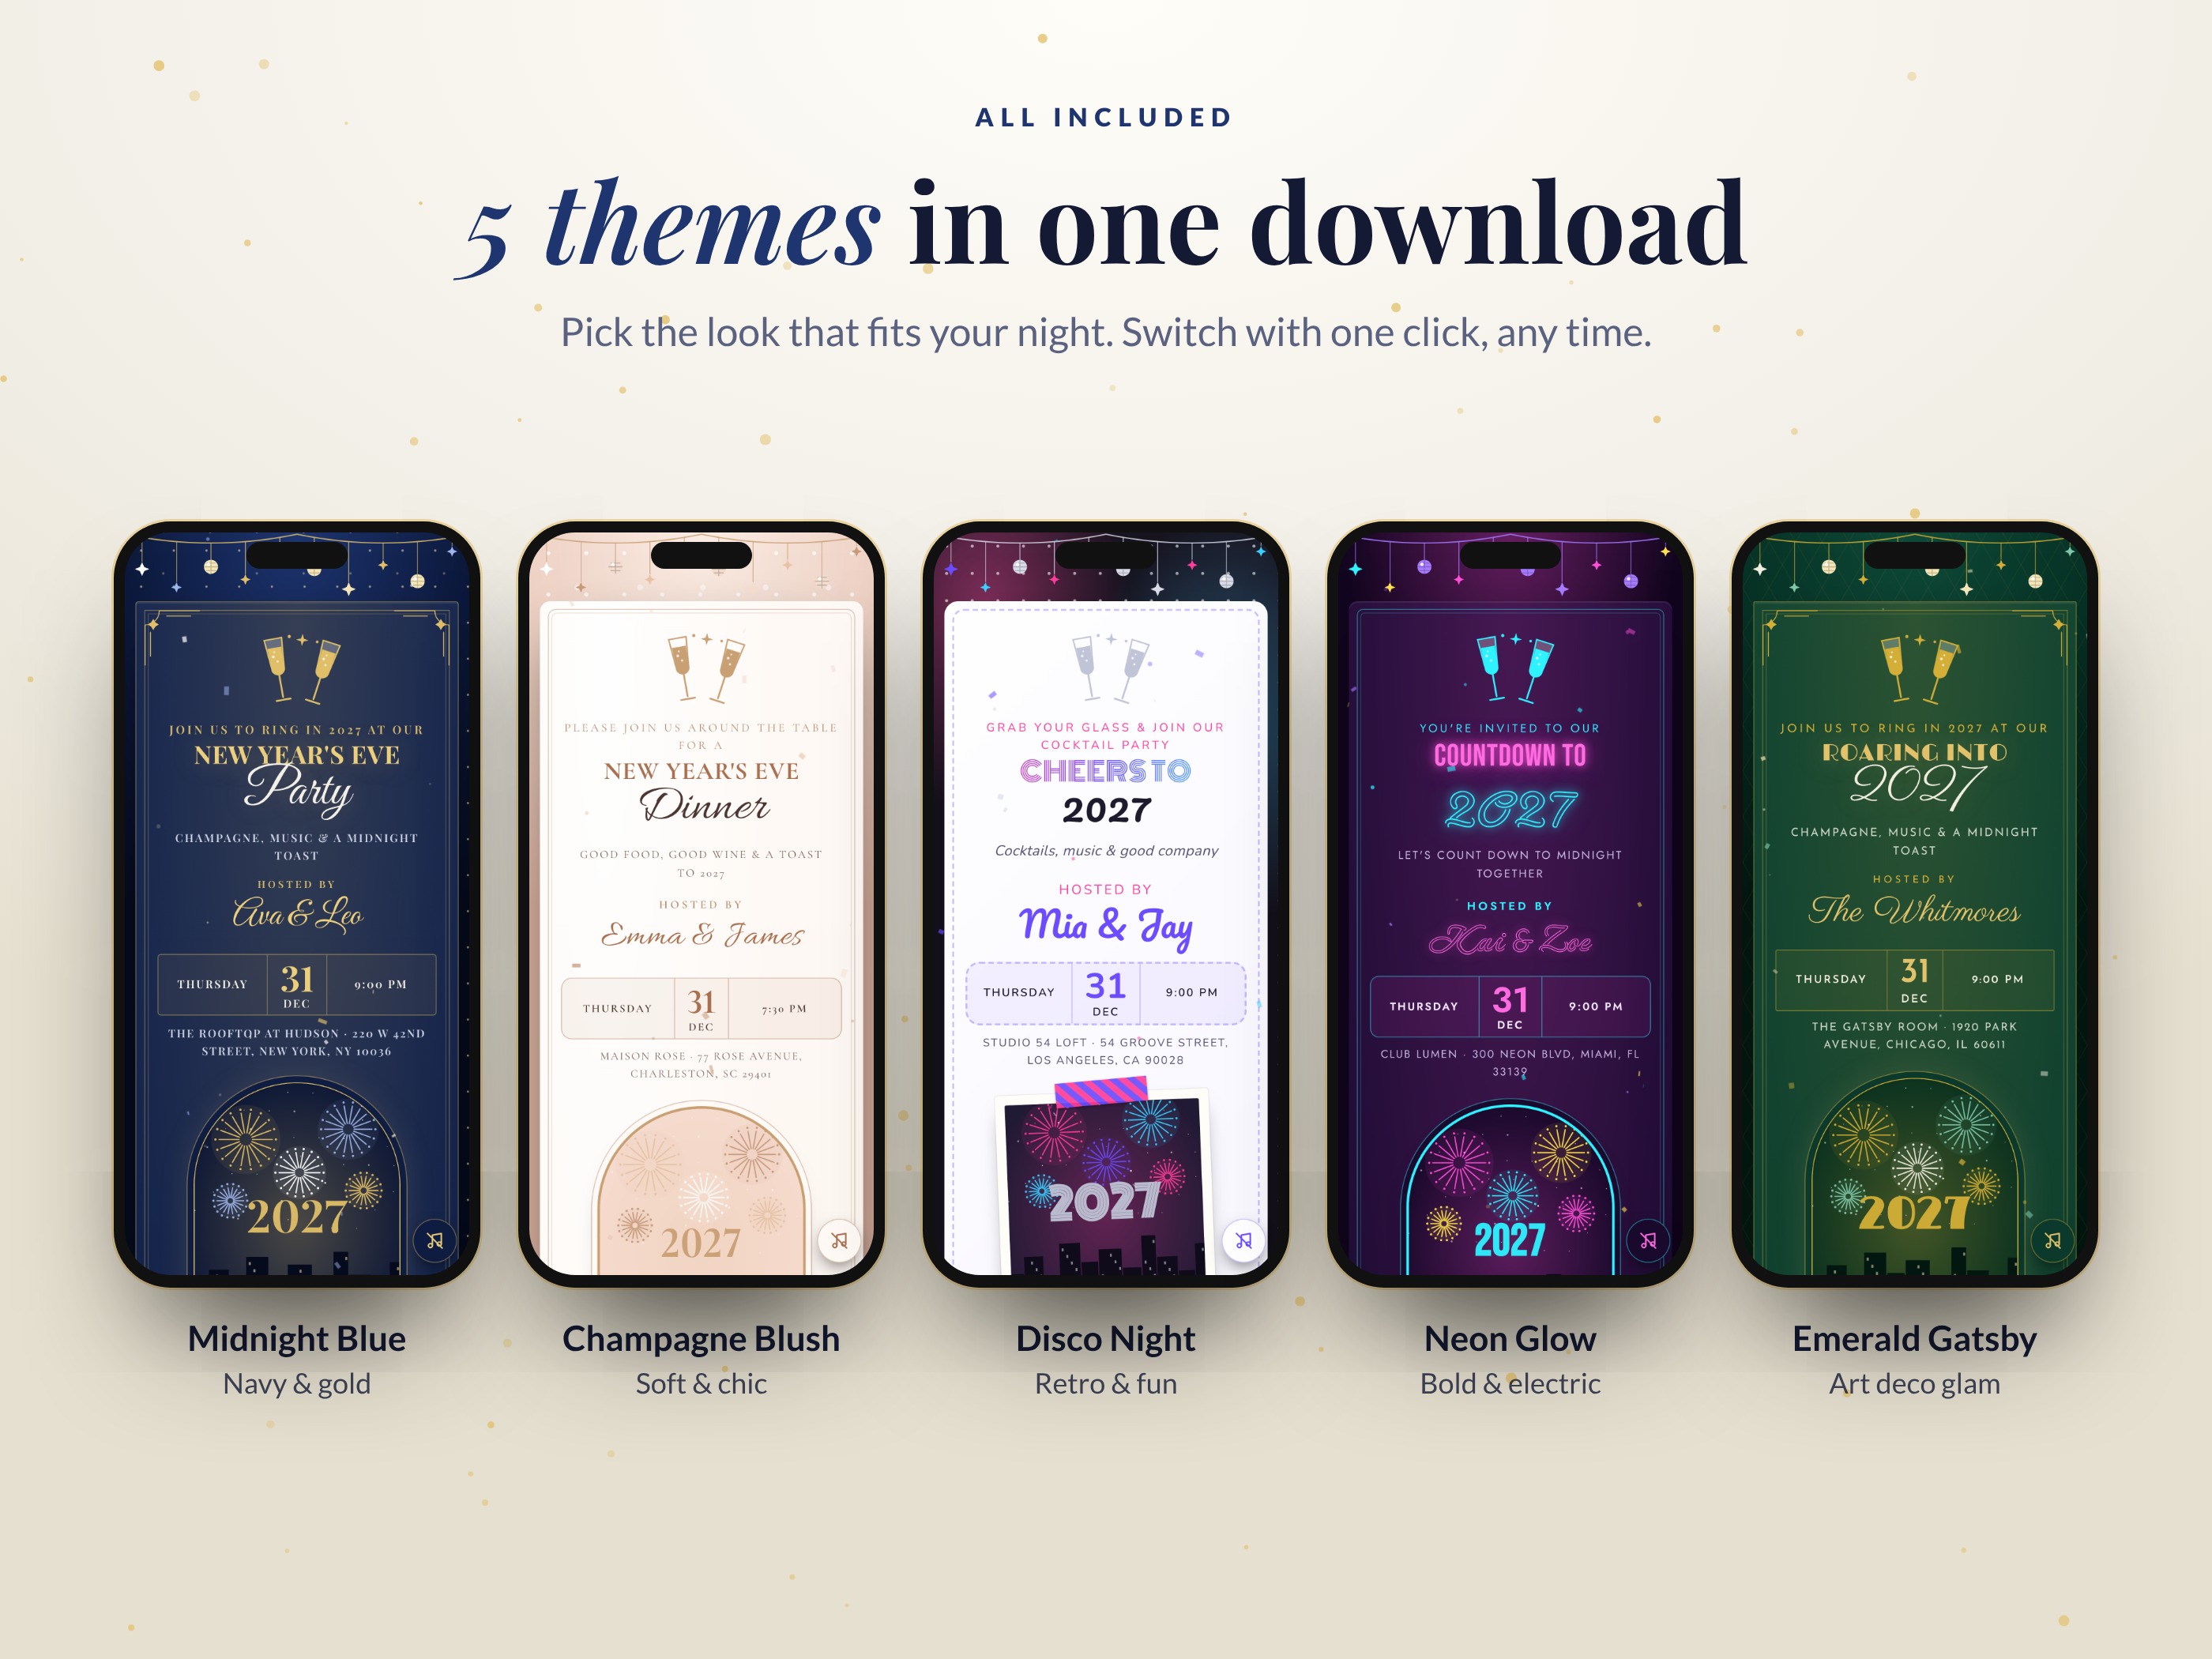 ALL INCLUDED
5 themes in one download
Pick the look that fits your night. Switch with one click, any time.
JOIN US TO RING IN 2027 AT OUR
NEW YEAR'S EVE
Party
CHAMPAGNE, MUSIC & A MIDNIGHT
TOAST
HOSTED BY
Ava & Leo
THURSDAY
31
DEC
9:00 PM
THE ROOFTOP AT HUDSON · 220 W 42ND
STREET, NEW YORK, NY 10036
2027
Midnight Blue
Navy & gold
PLEASE JOIN US AROUND THE TABLE
FOR A
NEW YEAR'S EVE
Dinner
GOOD FOOD, GOOD WINE & A TOAST
TO 2027
HOSTED BY
Emma & James
THURSDAY
31
DEC
7:30 PM
MAISON ROSE · 77 ROSE AVENUE,
CHARLESTON, SC 29401
2027
Champagne Blush
Soft & chic
GRAB YOUR GLASS & JOIN OUR
COCKTAIL PARTY
CHEERS TO
2027
Cocktails, music & good company
HOSTED BY
Mia & Jay
THURSDAY
31
DEC
9:00 PM
STUDIO 54 LOFT · 54 GROOVE STREET,
LOS ANGELES, CA 90028
2027
Disco Night
Retro & fun
YOU'RE INVITED TO OUR
COUNTDOWN TO
2027
LET'S COUNT DOWN TO MIDNIGHT
TOGETHER
HOSTED BY
Kai & Zoe
THURSDAY
31
DEC
9:00 PM
CLUB LUMEN · 300 NEON BLVD, MIAMI, FL
33139
2027
Neon Glow
Bold & electric
JOIN US TO RING IN 2027 AT OUR
ROARING INTO
2027
CHAMPAGNE, MUSIC & A MIDNIGHT
TOAST
HOSTED BY
The Whitmores
THURSDAY
31
DEC
9:00 PM
THE GATSBY ROOM · 1920 PARK
AVENUE, CHICAGO, IL 60611
2027
Emerald Gatsby
Art deco glam